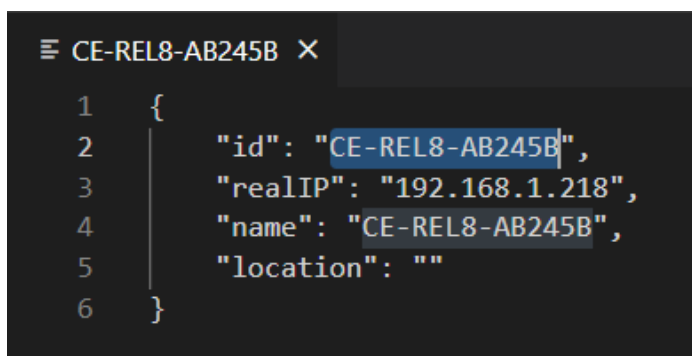 CE-REL8-AB245B ×
1 {
2 "id": "CE-REL8-AB245B",
3 "realIP": "192.168.1.218",
4 "name": "CE-REL8-AB245B",
5 "location": ""
6 }